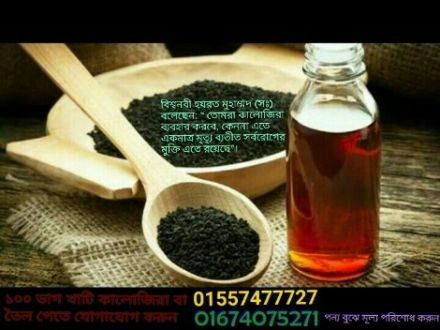 বিশ্বনবী হযরত মুহাম্মদ (সঃ)
বলেছেন: " তোমরা কালোজিরা
ব্যবহার করবে, কেননা এতে
একমাত্র মৃত্যু ব্যতীত সর্বরোগের
মুক্তি এতে রয়েছে"।
১০০ ভাগ খাটি কালোজিরা বা
তৈল পেতে যোগাযোগ করুন
01557477727
01674075271
পন্য বুঝে মূল্য পরিশোধ করুন